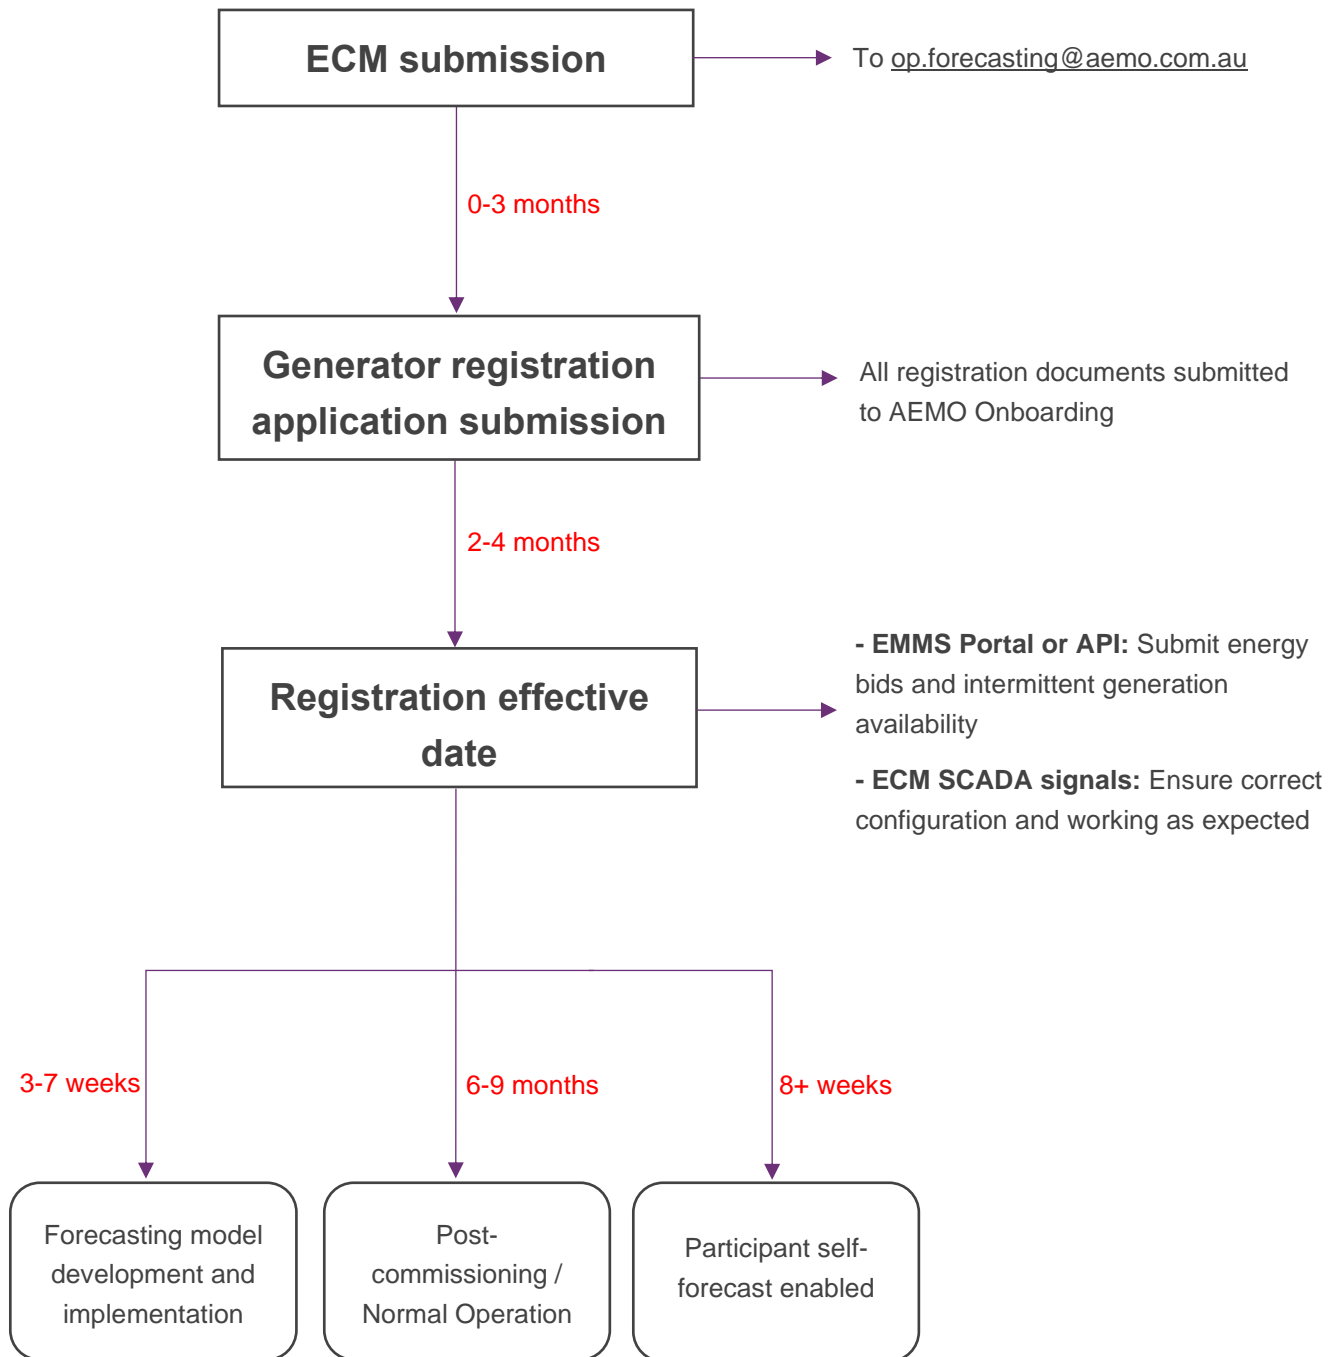 ECM submission
To op.forecasting@aemo.com.au
0-3 months
Generator registration
application submission
All registration documents submitted
to AEMO Onboarding
2-4 months
Registration effective
date
- EMMS Portal or API: Submit energy
bids and intermittent generation
availability
- ECM SCADA signals: Ensure correct
configuration and working as expected
3-7 weeks
6-9 months
8+ weeks
Forecasting model
development and
implementation
Post-
commissioning /
Normal Operation
Participant self-
forecast enabled